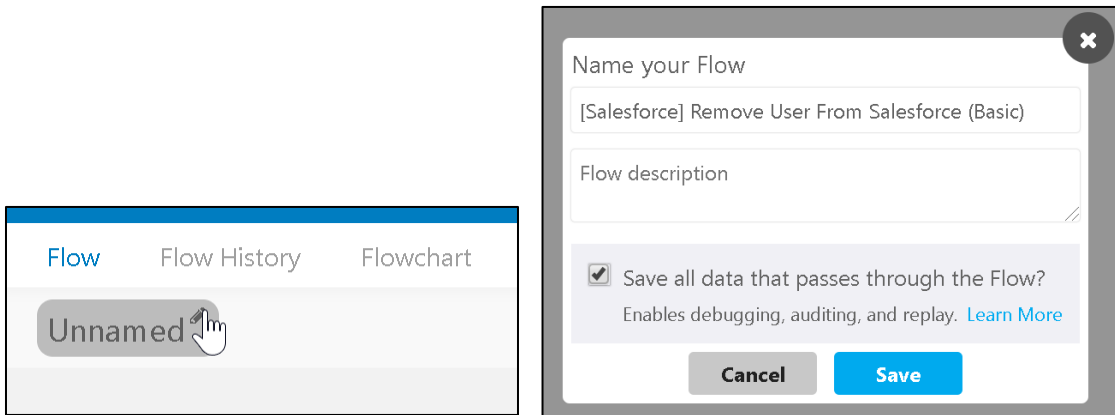 Flow Flow History Flowchart
Unnamed
Name your Flow
[Salesforce] Remove User From Salesforce (Basic)
Flow description
Save all data that passes through the Flow?
Enables debugging, auditing, and replay. Learn More
Cancel Save